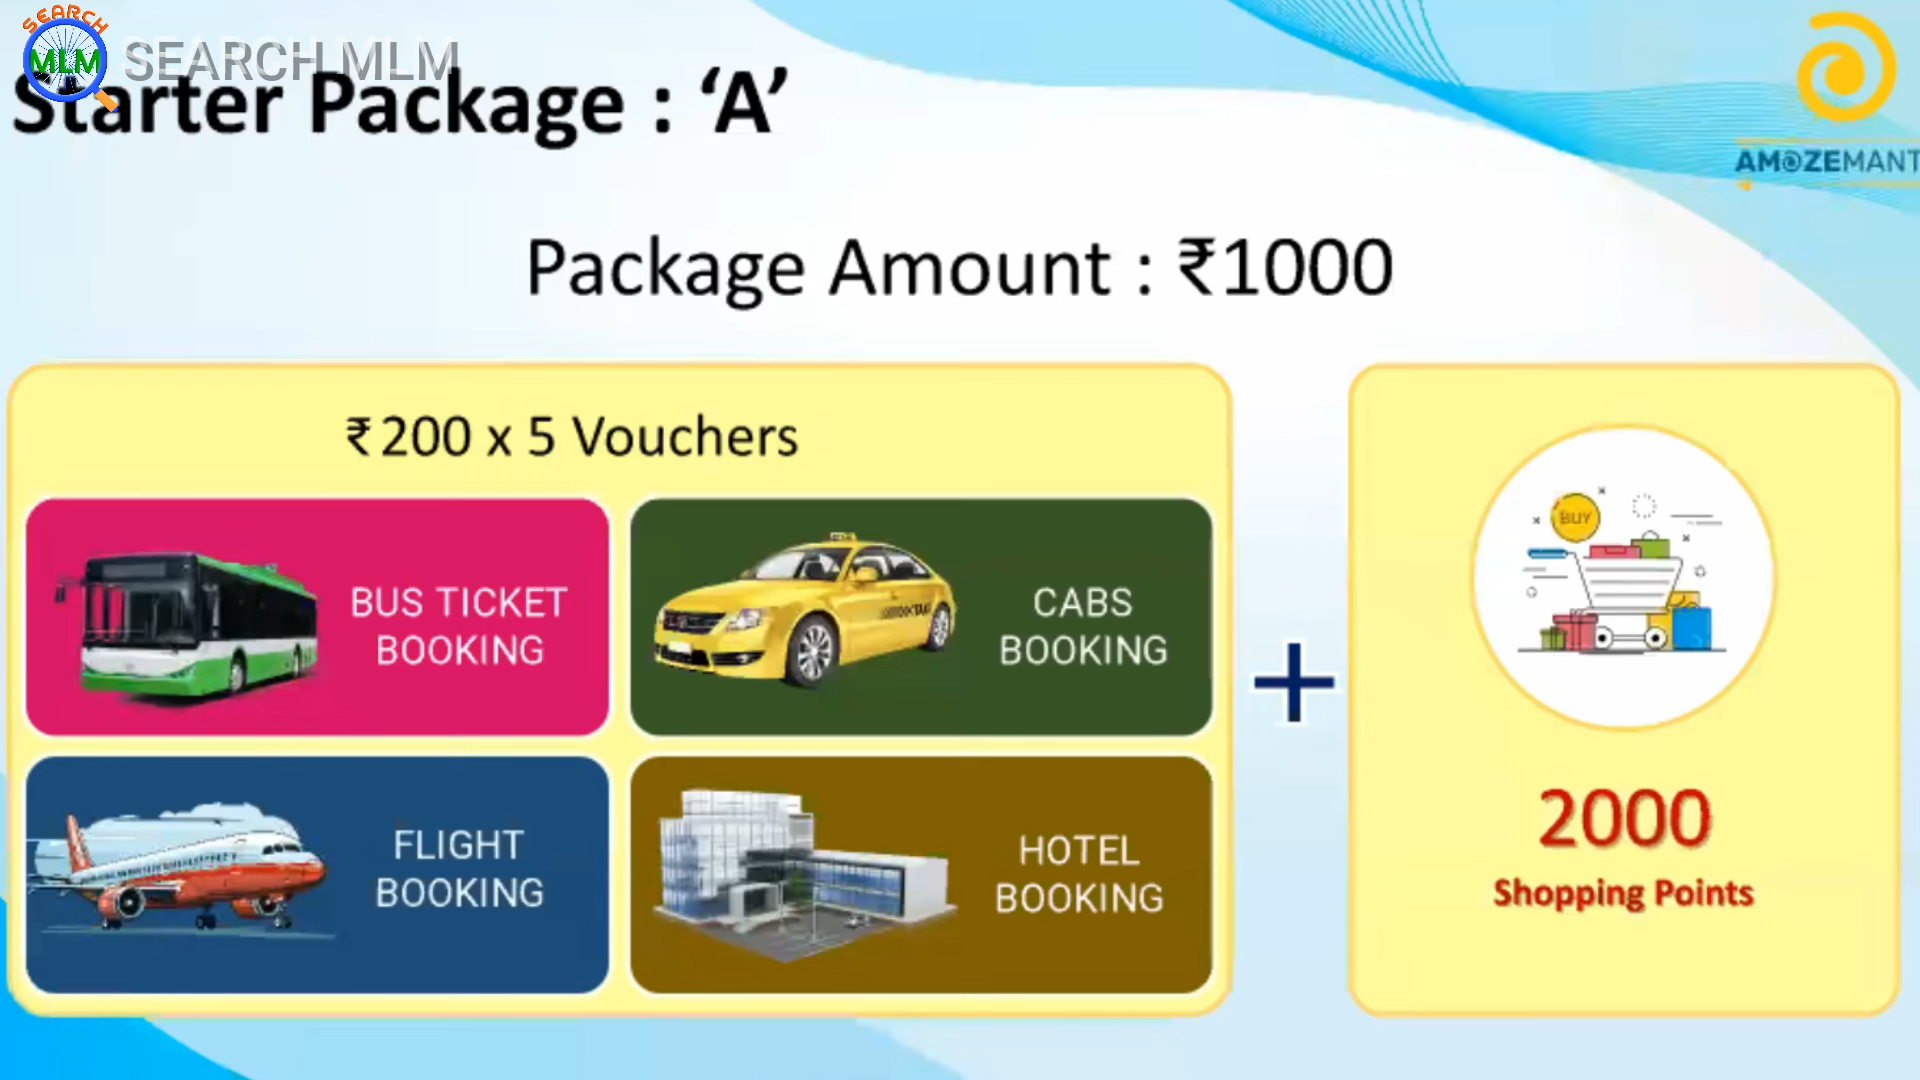 SEARCH
MLM
SEARCH MLM
Starter Package : ‘A’
AMAZEMANT
Package Amount : ₹1000
₹200 x 5 Vouchers
BUS TICKET
BOOKING
CABS
BOOKING
FLIGHT
BOOKING
HOTEL
BOOKING
+
BUY
2000
Shopping Points